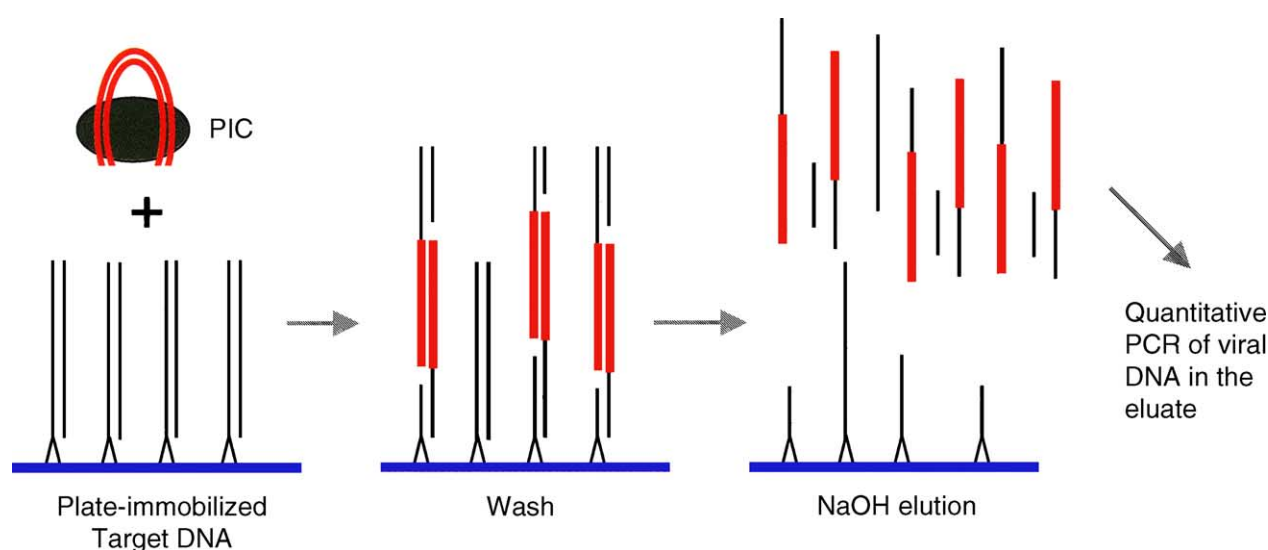 PIC
+
Plate-immobilized
Target DNA
Wash
NaOH elution
Quantitative
PCR of viral
DNA in the
eluate